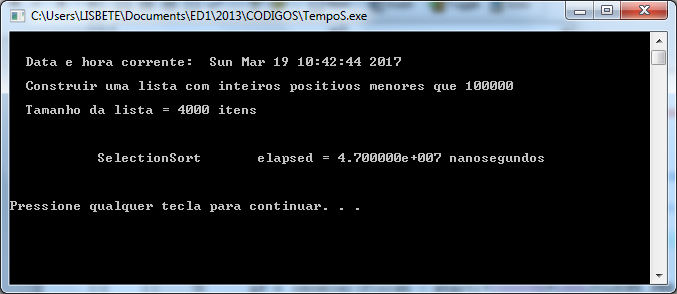 C:\Users\LISBETE\Documents\ED1\2013\CODIGOS\TempoS.exe
Data e hora corrente: Sun Mar 19 10:42:44 2017
Construir uma lista com inteiros positivos menores que 100000
Tamanho da lista = 4000 itens
SelectionSort elapsed = 4.700000e+007 nanosegundos
Pressione qualquer tecla para continuar. . .